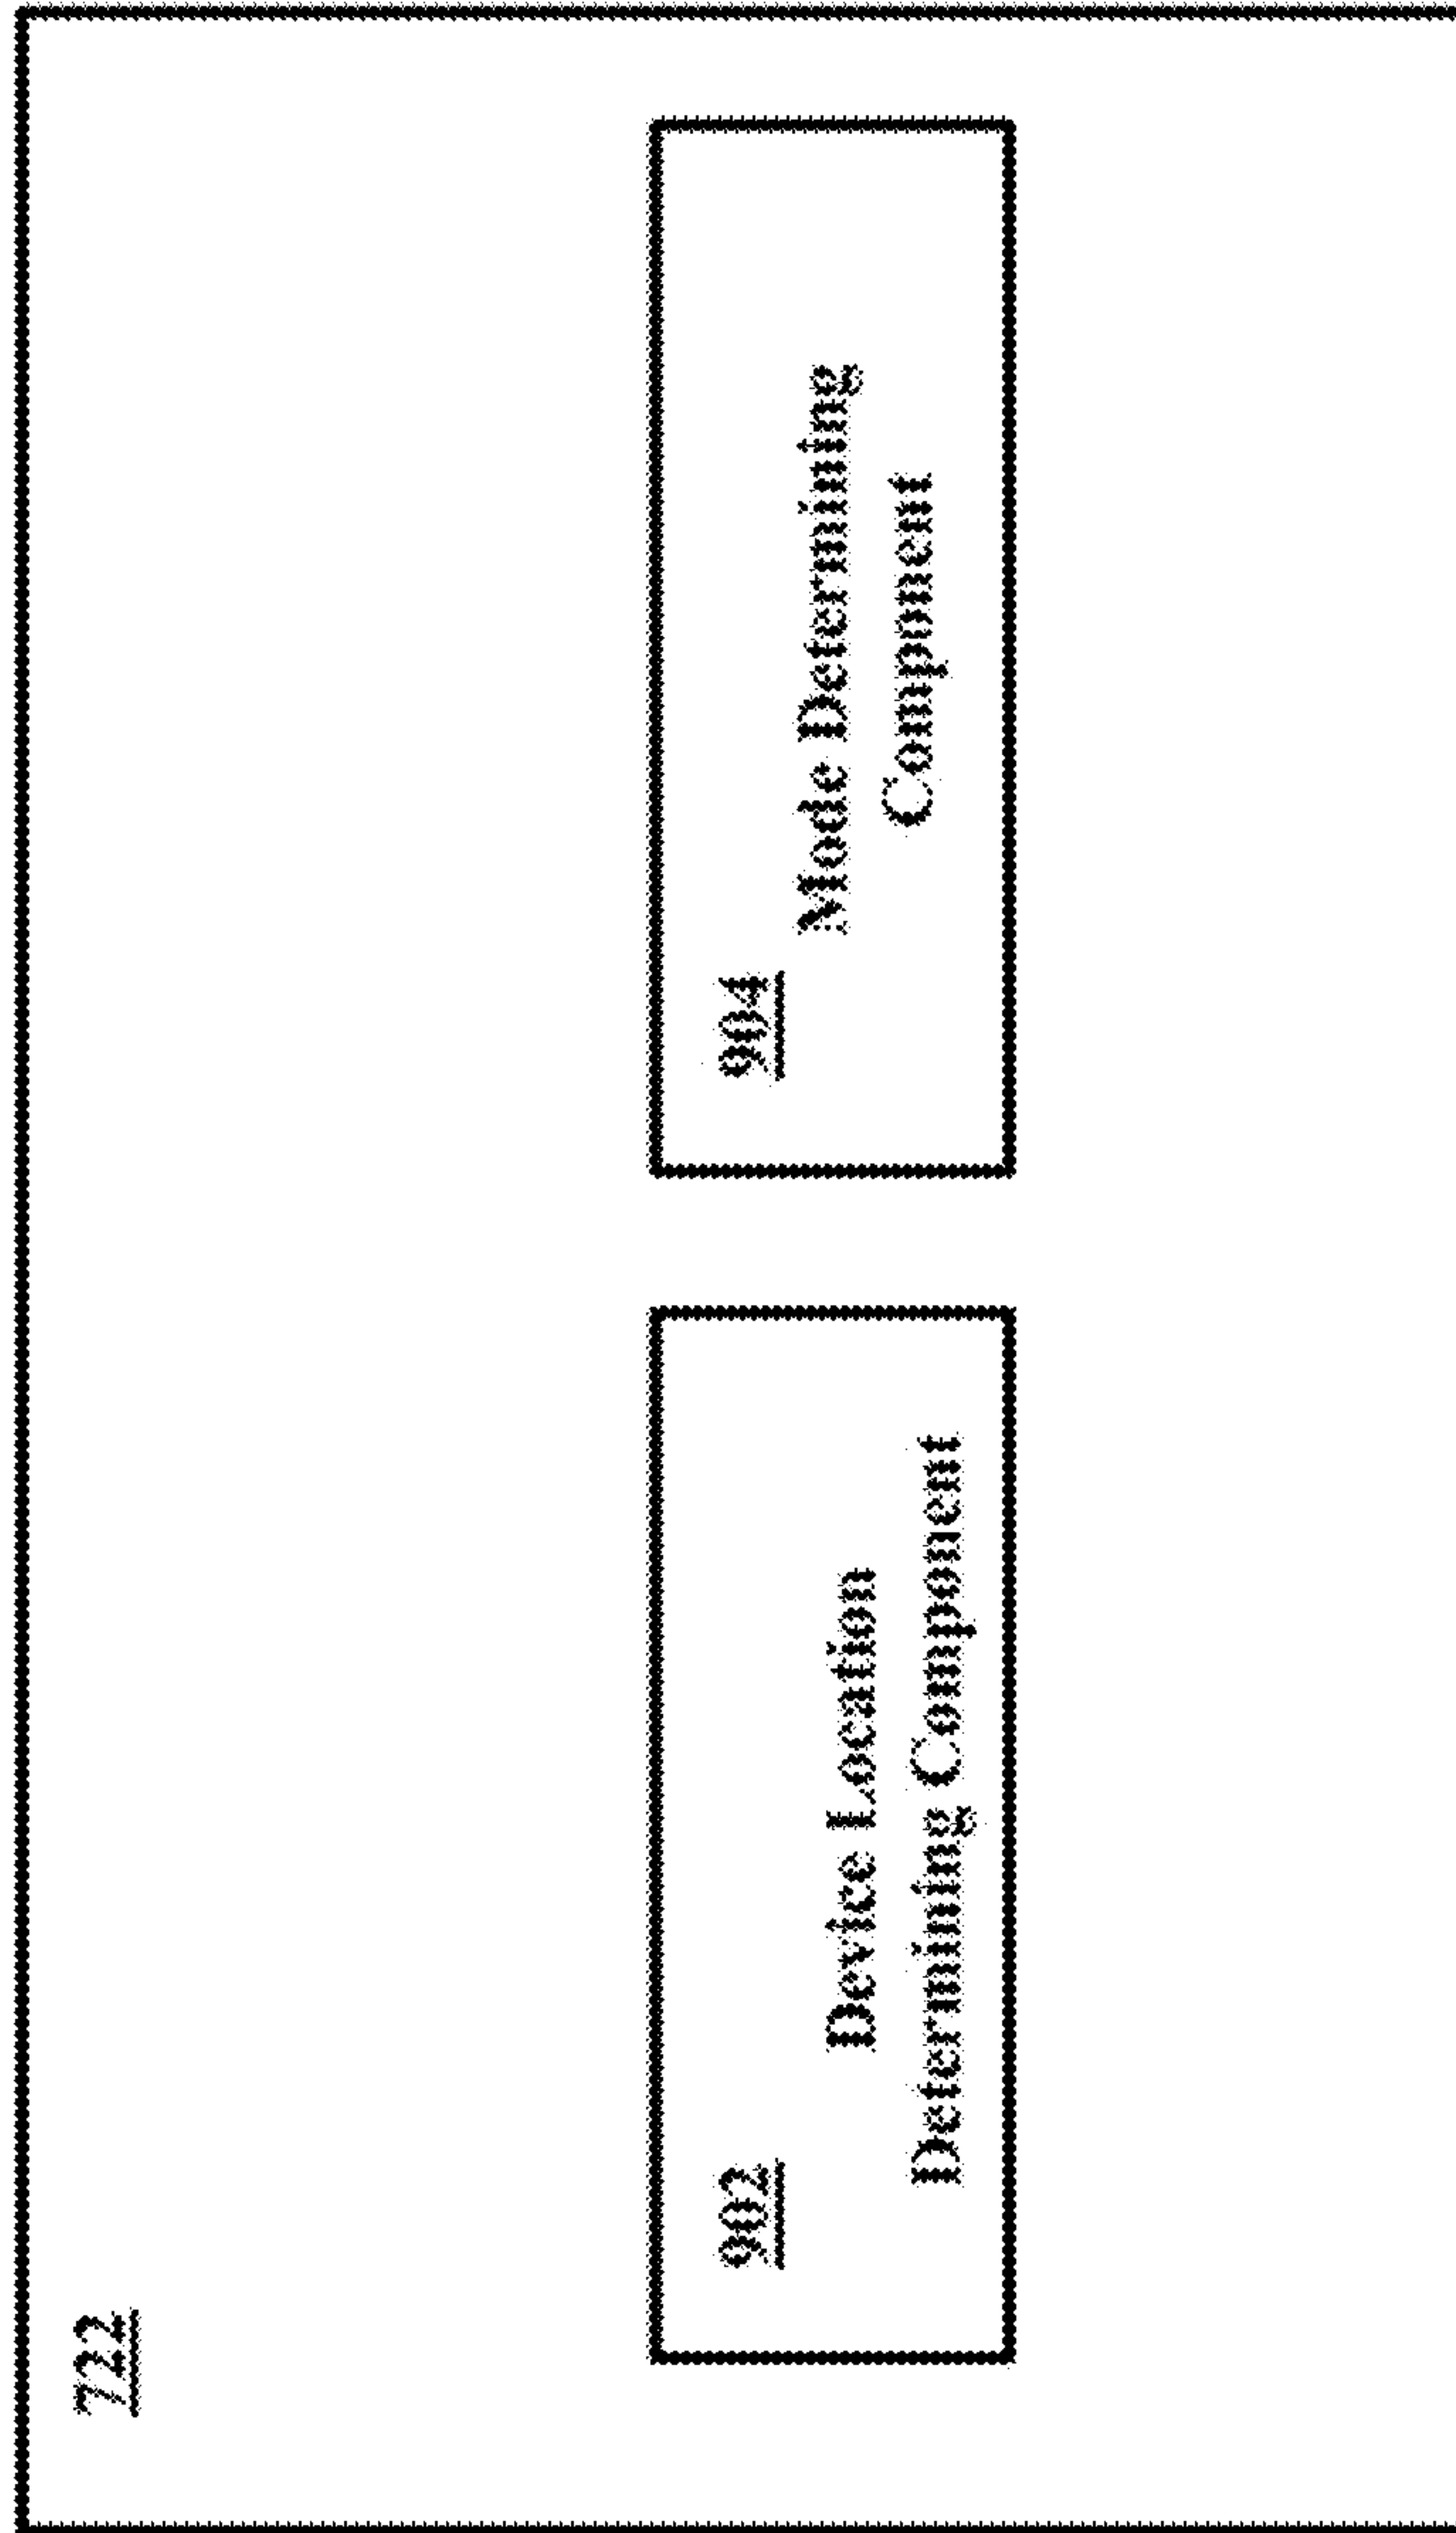 722
902
Device Location
Determining Component
904
Mode Determining
Component